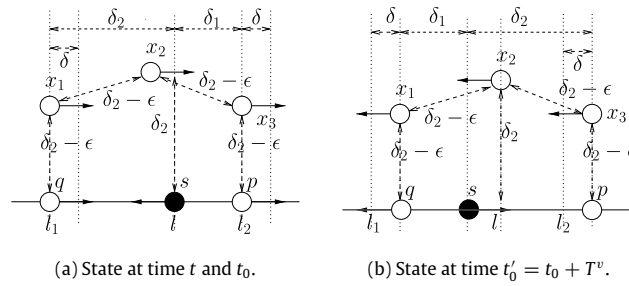 δ₂ δ₁ δ
δ
x₂
x₁
δ₂ − ϵ δ₂ − ϵ
x₃
δ₂
δ₂ − ϵ δ₂ − ϵ
q s p
l₁ l l₂
(a) State at time t and t₀.
δ δ₁ δ₂
δ
x₂
x₁
δ₂ − ϵ
δ₂ − ϵ
x₃
δ₂
δ₂ − ϵ δ₂ − ϵ
q s p
l₁ l l₂
(b) State at time t′₀ = t₀ + Tᵛ.